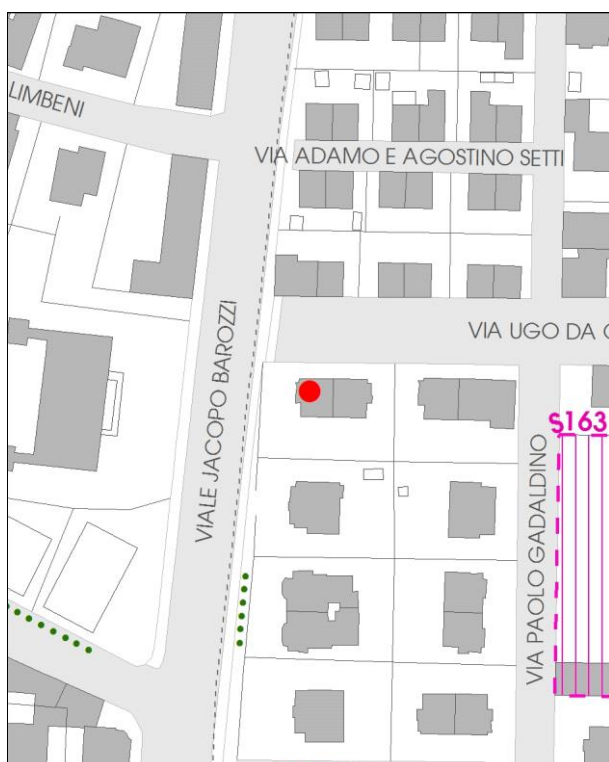 LIMBENI
VIA ADAMO E AGOSTINO SETTI
VIA UGO DA
VIALE JACOPO BAROZZI
S163
VIA PAOLO GADALDINO